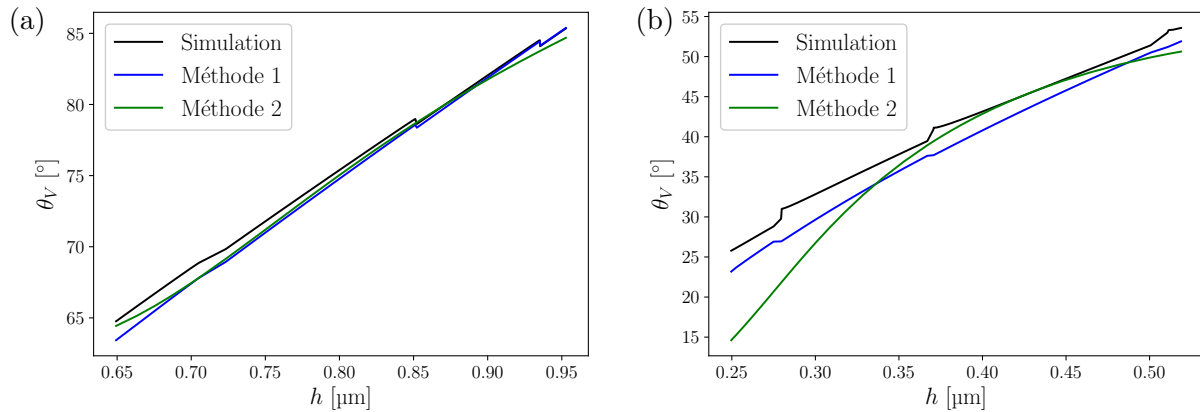 (a)
Simulation
Méthode 1
Méthode 2
85
80
75
70
65
θ_V [°]
0.65 0.70 0.75 0.80 0.85 0.90 0.95
h [µm]
(b)
Simulation
Méthode 1
Méthode 2
55
50
45
40
35
30
25
20
15
θ_V [°]
0.25 0.30 0.35 0.40 0.45 0.50
h [µm]